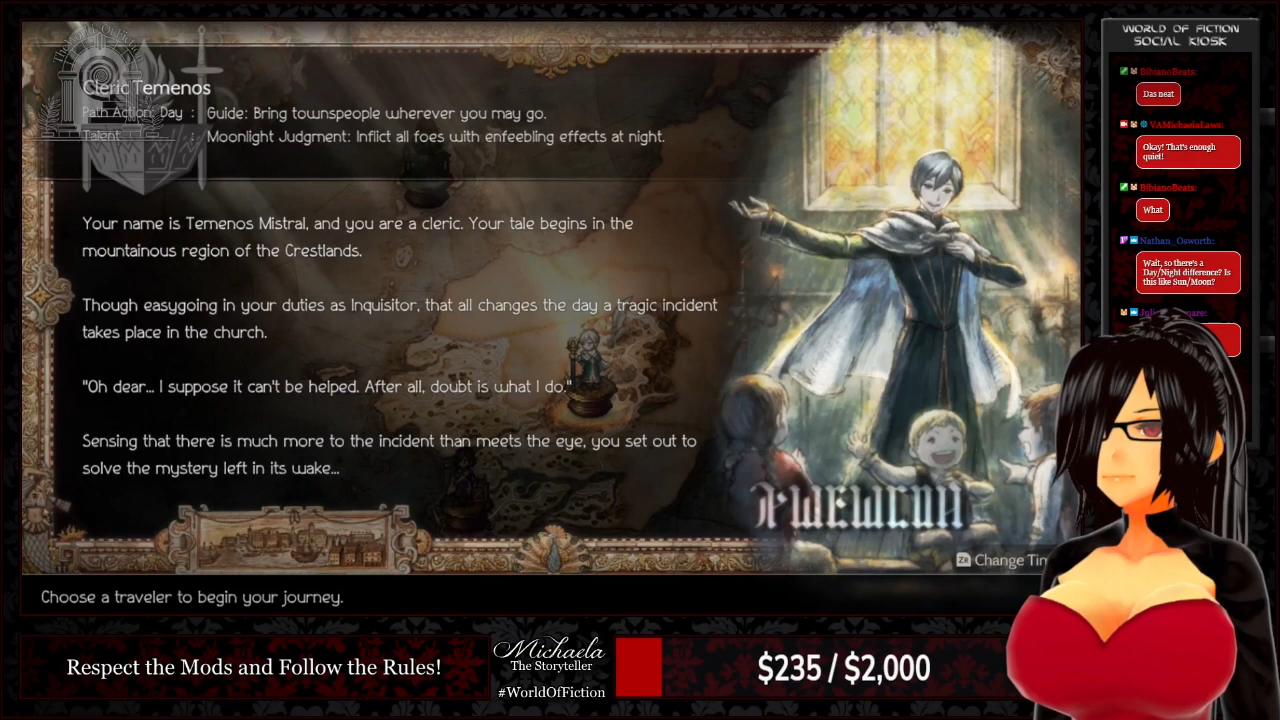 Cleric Temenos
Path Action: Day : Guide: Bring townspeople wherever you may go.
Talent : Moonlight Judgment: Inflict all foes with enfeebling effects at night.
Your name is Temenos Mistral, and you are a cleric. Your tale begins in the
mountainous region of the Crestlands.
Though easygoing in your duties as Inquisitor, that all changes the day a tragic incident
takes place in the church.
"Oh dear... I suppose it can't be helped. After all, doubt is what I do."
Sensing that there is much more to the incident than meets the eye, you set out to
solve the mystery left in its wake...
ZR Change Tim
Choose a traveler to begin your journey.
WORLD OF FICTION
SOCIAL KIOSK
BibianoBeats:
Das neat
VAMichaelaLaws:
Okay! That's enough
quiet!
BibianoBeats:
What
Nathan_Osworth:
Wait, so there's a
Day/Night difference? Is
this like Sun/Moon?
Respect the Mods and Follow the Rules!
Michaela
The Storyteller
#WorldOfFiction
$235 / $2,000